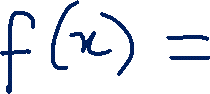 f(x) =